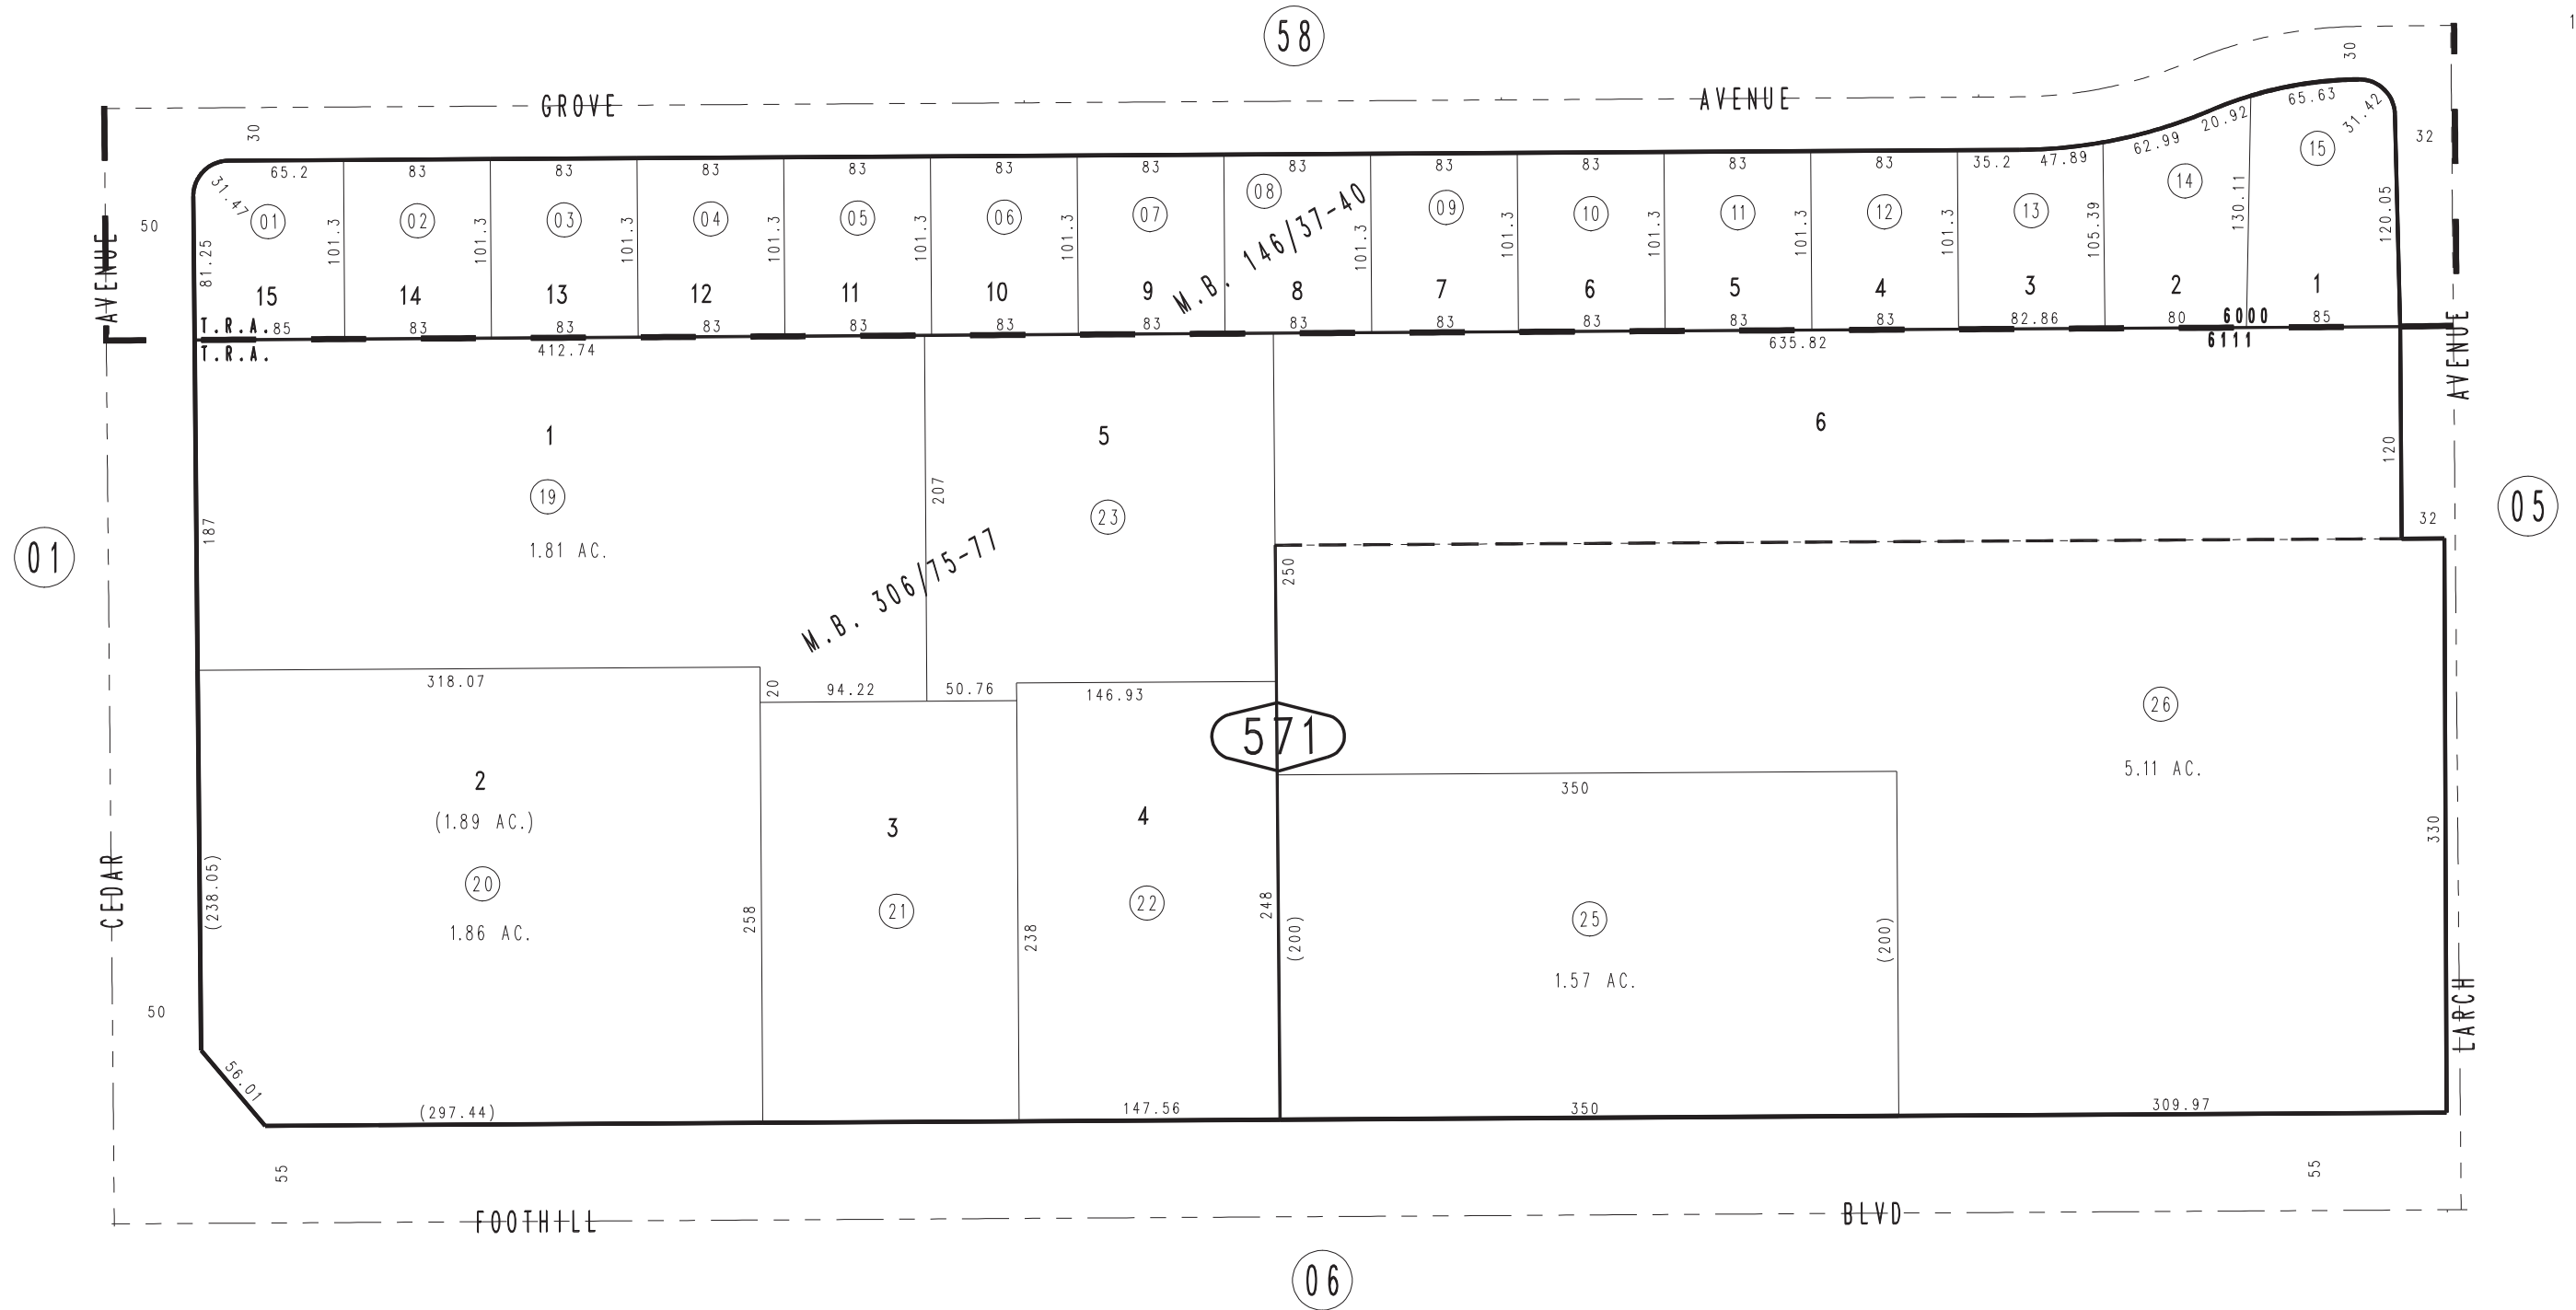 58
1
GROVE AVENUE
30
30
32
50
AVENUE
65.2 83 83 83 83 83 83 83 83 83 83 83 35.2 47.89 62.99 20.92 65.63 31.42
31.47
01 02 03 04 05 06 07 08 09 10 11 12 13 14 15
81.25 101.3 101.3 101.3 101.3 101.3 101.3 101.3 101.3 101.3 101.3 101.3 105.39 130.11 120.05
M.B. 146/37-40
15 14 13 12 11 10 9 8 7 6 5 4 3 2 1
T.R.A. 85 83 83 83 83 83 83 83 83 83 83 83 82.86 80 6000 85
T.R.A. 412.74 635.82 6111
AVENUE
1 5 6
120
19
207
23
187
1.81 AC.
32
01
05
M.B. 306/75-77
250
318.07
20
94.22 50.76 146.93
571
26
5.11 AC.
2
(1.89 AC.)
20
1.86 AC.
(238.05)
258
3
21
238
4
22
248
(200)
350
25
1.57 AC.
(200)
330
CEDAR
LARCH
50
56.01
(297.44) 147.56 350 309.97
55
55
FOOTHILL BLVD
06